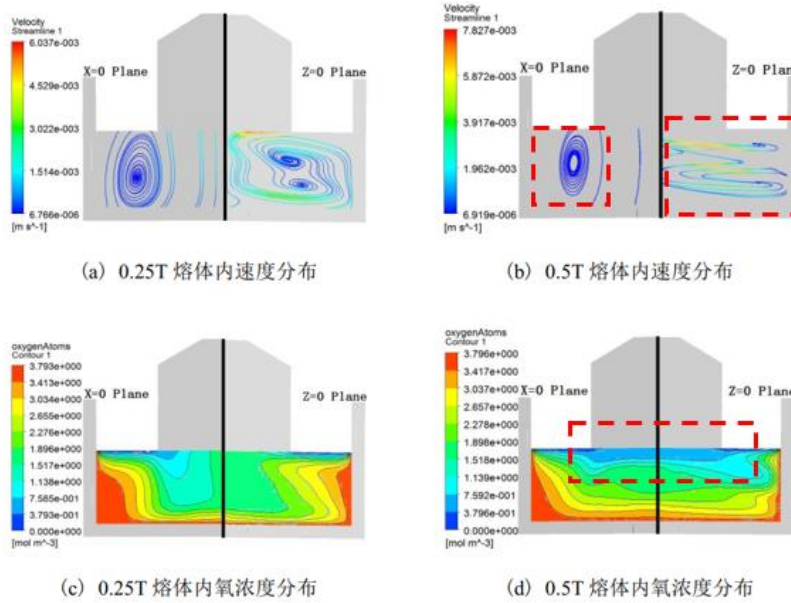 Velocity
Streamline 1
6.037e-003
4.529e-003
3.022e-003
1.514e-003
6.766e-006
[m s^-1]
X=0 Plane
Z=0 Plane
(a) 0.25T 熔体内速度分布
Velocity
Streamline 1
7.827e-003
5.872e-003
3.917e-003
1.962e-003
6.919e-006
[m s^-1]
X=0 Plane
Z=0 Plan
(b) 0.5T 熔体内速度分布
oxygenAtoms
Contour 1
3.793e+000
3.413e+000
3.034e+000
2.655e+000
2.276e+000
1.896e+000
1.517e+000
1.138e+000
7.585e-001
3.793e-001
0.000e+000
[mol m^-3]
X=0 Plane
Z=0 Plane
(c) 0.25T 熔体内氧浓度分布
oxygenAtoms
Contour 1
3.796e+000
3.417e+000
3.037e+000
2.657e+000
2.278e+000
1.898e+000
1.518e+000
1.139e+000
7.592e-001
3.796e-001
0.000e+000
[mol m^-3]
X=0 Plane
Z=0 Plane
(d) 0.5T 熔体内氧浓度分布